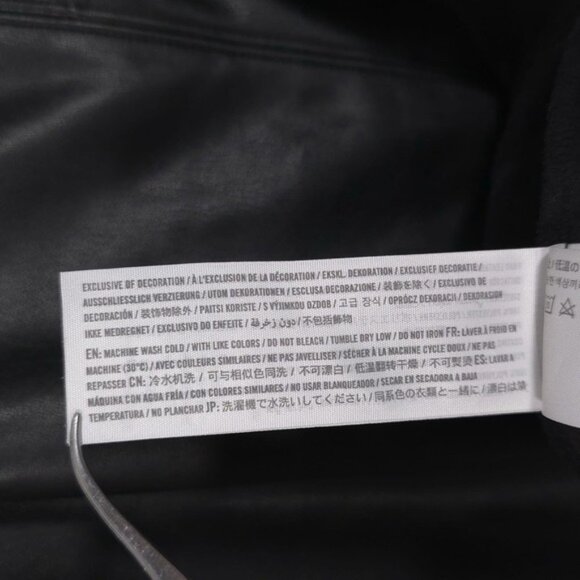 EXCLUSIVE OF DECORATION / À L'EXCLUSION DE LA DÉCORATION / EKSKL. DEKORATION / EXCLUSIEF DECORATIE /
AUSSCHLIESSLICH VERZIERUNG / UTOM DEKORATIONEN / ESCLUSA DECORAZIONE / 装飾を除く / EXCLUSIVO DE
DECORACIÓN / 装饰物除外 / PAITSI KORISTE / S VÝJIMKOU OZDOB / 고급 장식 / OPRÓCZ DEKORACJI / DEKORASJON
IKKE MEDREGNET / EXCLUSIVO DO ENFEITE / دون زخرفة / 不包括飾物
EN: MACHINE WASH COLD / WITH LIKE COLORS / DO NOT BLEACH / TUMBLE DRY LOW / DO NOT IRON FR: LAVER À FROID EN
MACHINE (30°C) / AVEC COULEURS SIMILAIRES / NE PAS JAVELLISER / SÉCHER À LA MACHINE CYCLE DOUX / NE PAS
REPASSER CN: 冷水机洗 / 可与相似色同洗 / 不可漂白 / 低温翻转干燥 / 不可熨烫 ES: LAVAR A
MÁQUINA CON AGUA FRÍA / CON COLORES SIMILARES / NO USAR BLANQUEADOR / SECAR EN SECADORA A BAJA
TEMPERATURA / NO PLANCHAR JP: 洗濯機で水洗いしてください / 同系色の衣類と一緒に / 漂白は染